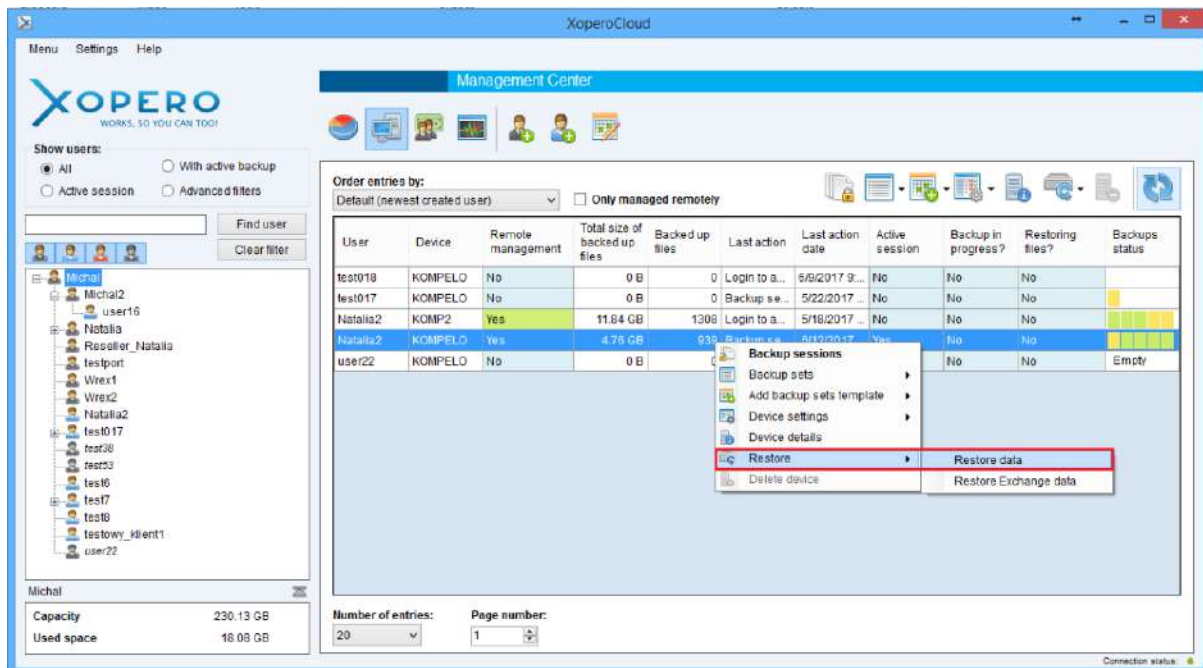 XoperoCloud
Menu Settings Help
XOPERO
WORKS, SO YOU CAN TOO!
Management Center
Show users:
All
With active backup
Active session
Advanced filters
Find user
Clear filter
Michal
Michal2
user16
Natalia
Reseller_Natalia
testport
Wrex1
Wrex2
Natalia2
test017
test38
test53
test6
test7
test8
testowy_klient1
user22
Michal
Capacity 230.13 GB
Used space 18.08 GB
Order entries by:
Default (newest created user)
Only managed remotely
User Device Remote management Total size of backed up files Backed up files Last action Last action date Active session Backup in progress? Restoring files? Backups status
test018 KOMPELO No 0 B 0 Login to a... 6/9/2017 9:... No No No
test017 KOMPELO No 0 B 0 Backup se... 5/22/2017 ... No No No
Natalia2 KOMP2 Yes 11.84 GB 1308 Login to a... 5/18/2017 ... No No No
Natalia2 KOMPELO Yes 4.76 GB 939 Backup se... 5/12/2017 Yes No No
user22 KOMPELO No 0 B No No Empty
Backup sessions
Backup sets
Add backup sets template
Device settings
Device details
Restore
Delete device
Restore data
Restore Exchange data
Number of entries:
20
Page number:
1
Connection status: